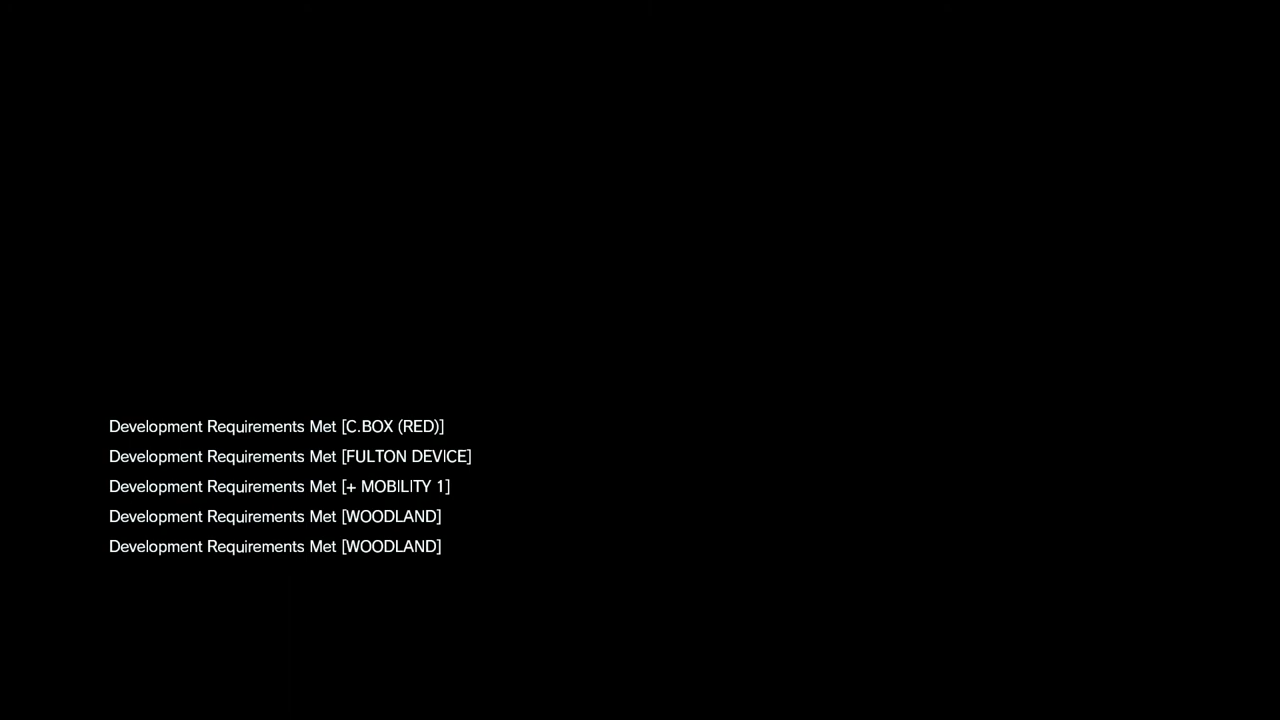 Development Requirements Met [C.BOX (RED)]
Development Requirements Met [FULTON DEVICE]
Development Requirements Met [+ MOBILITY 1]
Development Requirements Met [WOODLAND]
Development Requirements Met [WOODLAND]